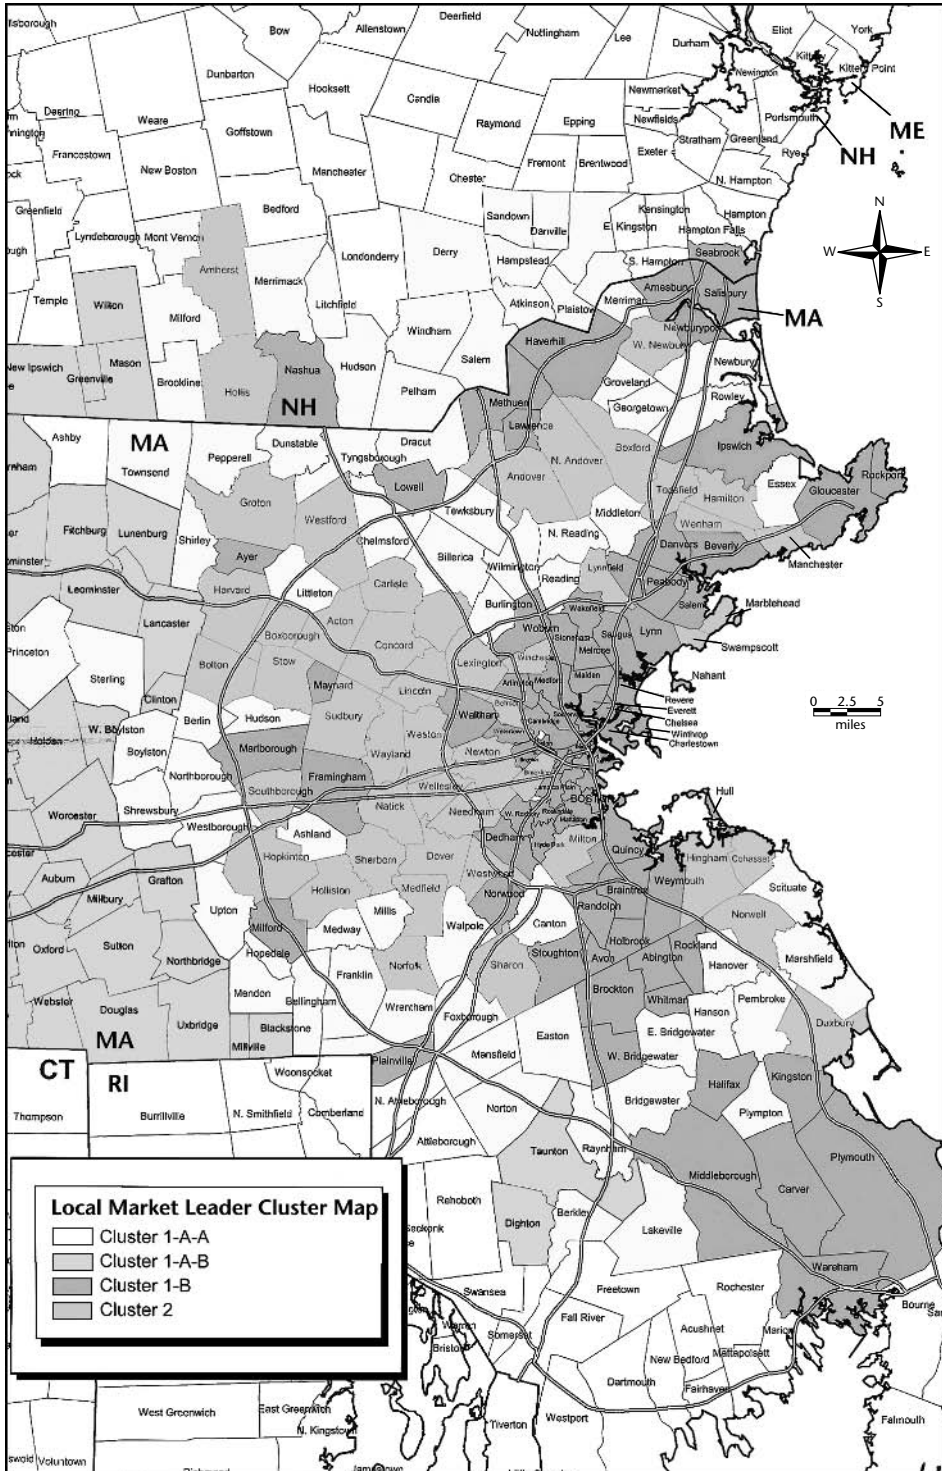 Deerfield
llsborough
Bow
Allenstown
Nottingham
Lee
Eliot
York
Durham
Kittery
Kittery Point
Dunbarton
Newington
Hooksett
Candia
Newmarket
Deering
Weare
Raymond
Epping
Newfields
Portsmouth
ME
Goffstown
Stratham
Greenland
NH
Francestown
Exeter
Rye
New Boston
Manchester
Fremont
Brentwood
Chester
N. Hampton
N
Greenfield
Bedford
Sandown
Kensington
Hampton
Danville
E. Kingston
Hampton Falls
Lyndeborough
Mont Vernon
Derry
Londonderry
Hampstead
S. Hampton
Seabrook
W
E
Amherst
Merrimack
Amesbury
Salisbury
S
Temple
Wilton
Milford
Litchfield
Atkinson
Plaistow
Merrimac
MA
Windham
Newburyport
Haverhill
W. Newbury
New Ipswich
Mason
Salem
Newbury
Greenville
Brookline
Hollis
Nashua
Hudson
Pelham
Groveland
Rowley
NH
Methuen
Georgetown
Lawrence
Ashby
MA
Dunstable
Dracut
Boxford
Ipswich
Pepperell
Tyngsborough
Townsend
N. Andover
Andover
Rockport
Essex
Gloucester
Lowell
Topsfield
Hamilton
Groton
Tewksbury
Middleton
Westford
Wenham
Fitchburg
Lunenburg
Shirley
Chelmsford
N. Reading
Danvers
Beverly
Billerica
Wilmington
Manchester
Ayer
Lynnfield
Reading
Peabody
Leominster
Harvard
Littleton
Carlisle
Burlington
Wakefield
Salem
Marblehead
Lancaster
Acton
Woburn
Stoneham
Saugus
Lynn
Boxborough
Concord
Melrose
Swampscott
Princeton
Bolton
Stow
Lexington
Winchester
Malden
Nahant
Sterling
Maynard
Lincoln
Arlington
Medford
Revere
Clinton
Everett
0 2.5 5
miles
Holden
W. Boylston
Berlin
Hudson
Sudbury
Waltham
Cambridge
Chelsea
Winthrop
Charlestown
Weston
Watertown
Boylston
Marlborough
Wayland
Newton
Northborough
Framingham
Southborough
Wellesley
Hull
Worcester
Shrewsbury
Natick
Needham
W. Roxbury
Westborough
Ashland
Dedham
Milton
Hyde Park
Quincy
Hopkinton
Sherborn
Dover
Hingham
Cohasset
Auburn
Grafton
Westwood
Weymouth
Millbury
Holliston
Medfield
Norwood
Braintree
Scituate
Upton
Millis
Randolph
Norwell
Milford
Medway
Walpole
Canton
Oxford
Sutton
Hopedale
Stoughton
Holbrook
Rockland
Northbridge
Norfolk
Sharon
Avon
Abington
Hanover
Marshfield
Franklin
Brockton
Webster
Mendon
Bellingham
Wrentham
Whitman
Pembroke
Douglas
Hanson
Foxborough
Uxbridge
Duxbury
Easton
E. Bridgewater
MA
Millville
Blackstone
Mansfield
W. Bridgewater
CT
RI
Plainville
Woonsocket
Halifax
Kingston
N. Attleborough
Bridgewater
Thompson
Burrillville
N. Smithfield
Cumberland
Norton
Plympton
Attleborough
Taunton
Raynham
Plymouth
Middleborough
Carver
Local Market Leader Cluster Map
Cluster 1-A-A
Cluster 1-A-B
Cluster 1-B
Cluster 2
Rehoboth
Dighton
Berkley
Lakeville
Wareham
Swansea
Freetown
Rochester
Bourne
Fall River
Warren
Somerset
Acushnet
Marion
Bristol
New Bedford
Mattapoisett
Dartmouth
Fairhaven
West Greenwich
East Greenwich
Tiverton
Westport
Falmouth
N. Kingstown
Voluntown